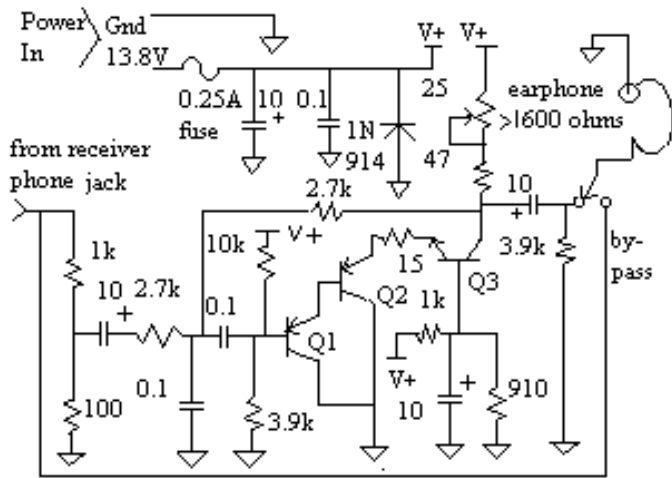 Power
In
Gnd
13.8V
V+
V+
0.25A
fuse
10
+
0.1
1N
914
25
47
earphone
>1600 ohms
from receiver
phone jack
2.7k
10
+
1k
10k
V+
15
Q2
Q3
3.9k
by-
pass
10
+
2.7k
0.1
Q1
1k
V+
100
0.1
3.9k
10
+
910